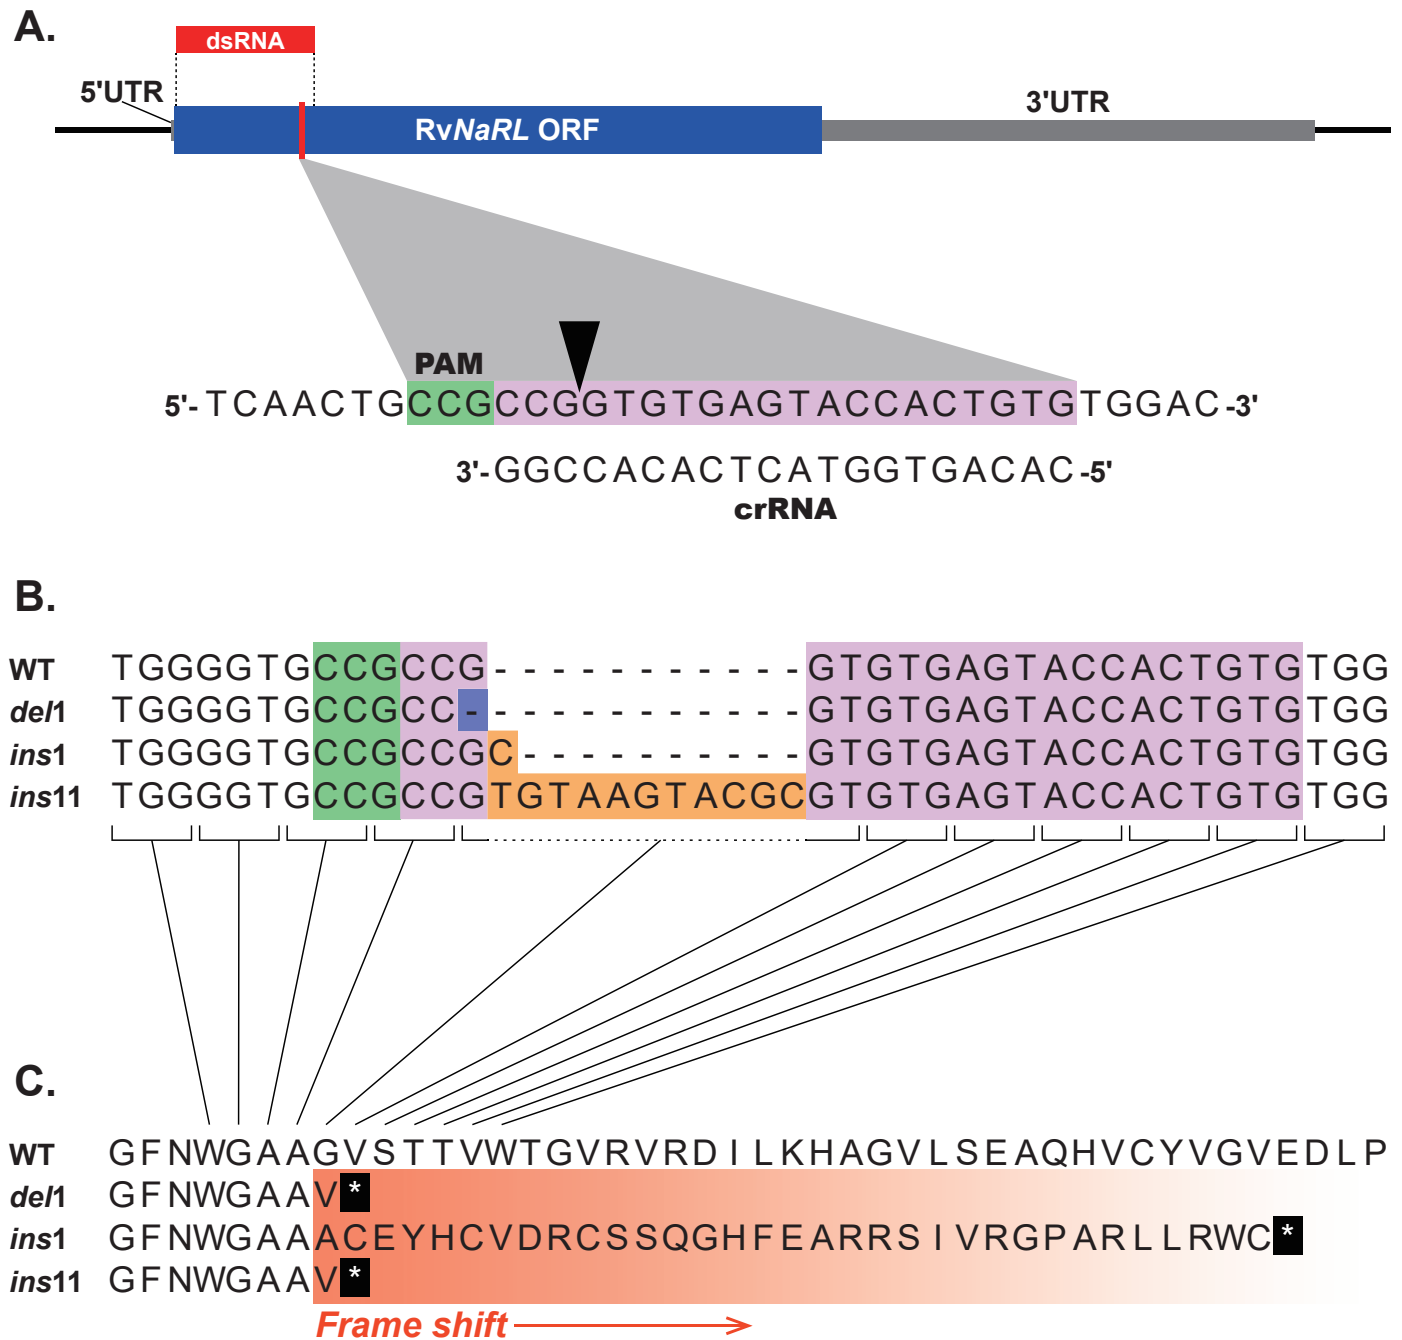 A.
dsRNA
5'UTR
RvNaRL ORF
3'UTR
PAM
5'-TCAACTGCCGCCGGTGTGAGTACCACTGTGTGGAC-3'
3'-GGCCACACTCATGGTGACAC-5'
crRNA
B.
WT TGGGGTGCCGCCG-----------GTGTGAGTACCACTGTGTGG
del1 TGGGGTGCCGCC------------GTGTGAGTACCACTGTGTGG
ins1 TGGGGTGCCGCCGC----------GTGTGAGTACCACTGTGTGG
ins11 TGGGGTGCCGCCGTGTAAGTACGCGTGTGAGTACCACTGTGTGG
C.
WT GFNWGAAGVSTTVWTGVRVRDILKHAGVLSEAQHVCYVGVEDLP
del1 GFNWGAAV*
ins1 GFNWGAAACEYHCVDRCSSQGHFEARRSIVRGPARLLRWC*
ins11 GFNWGAAV*
Frame shift